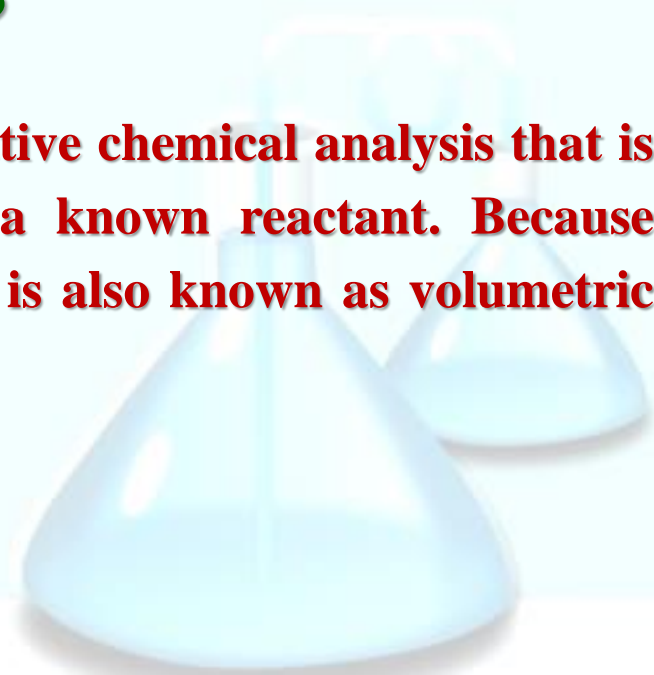 tive chemical analysis that is
a known reactant. Because
is also known as volumetric